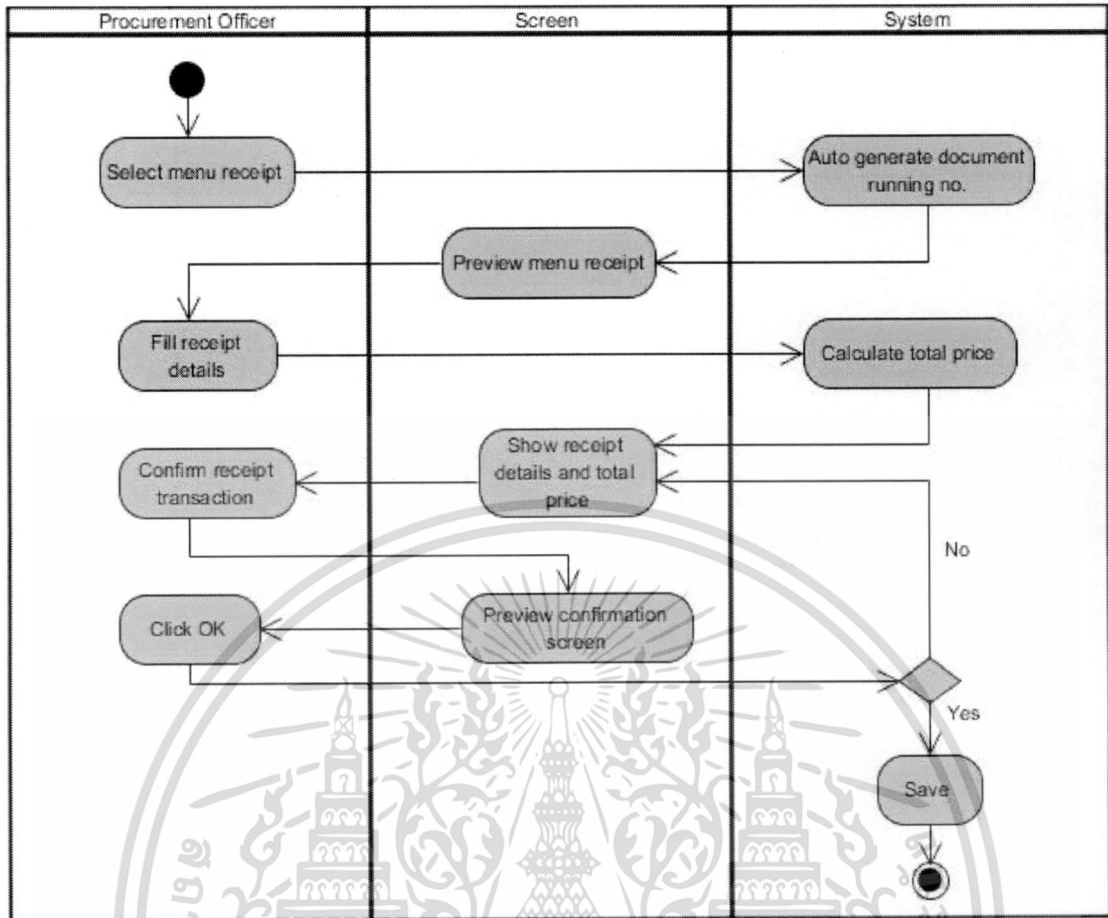 Procurement Officer
Screen
System
Select menu receipt
Auto generate document
running no.
Preview menu receipt
Fill receipt
details
Calculate total price
Show receipt
details and total
price
Confirm receipt
transaction
No
Preview confirmation
screen
Click OK
Yes
Save